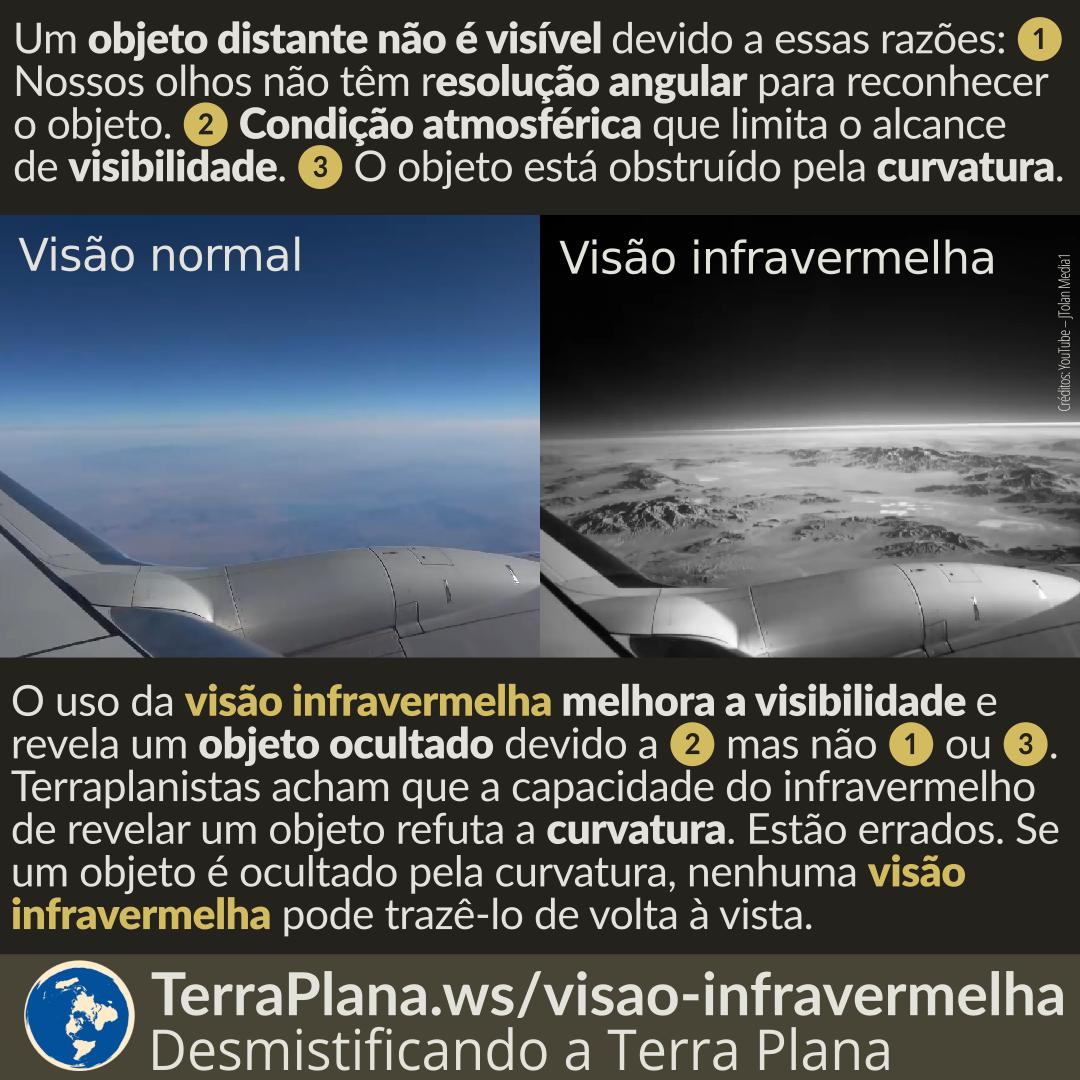 Um objeto distante não é visível devido a essas razões: 1
Nossos olhos não têm resolução angular para reconhecer
o objeto. 2 Condição atmosférica que limita o alcance
de visibilidade. 3 O objeto está obstruído pela curvatura.
Visão normal
Visão infravermelha
Créditos: YouTube – JTolan Media1
O uso da visão infravermelha melhora a visibilidade e
revela um objeto ocultado devido a 2 mas não 1 ou 3.
Terraplanistas acham que a capacidade do infravermelho
de revelar um objeto refuta a curvatura. Estão errados. Se
um objeto é ocultado pela curvatura, nenhuma visão
infravermelha pode trazê-lo de volta à vista.
TerraPlana.ws/visao-infravermelha
Desmistificando a Terra Plana